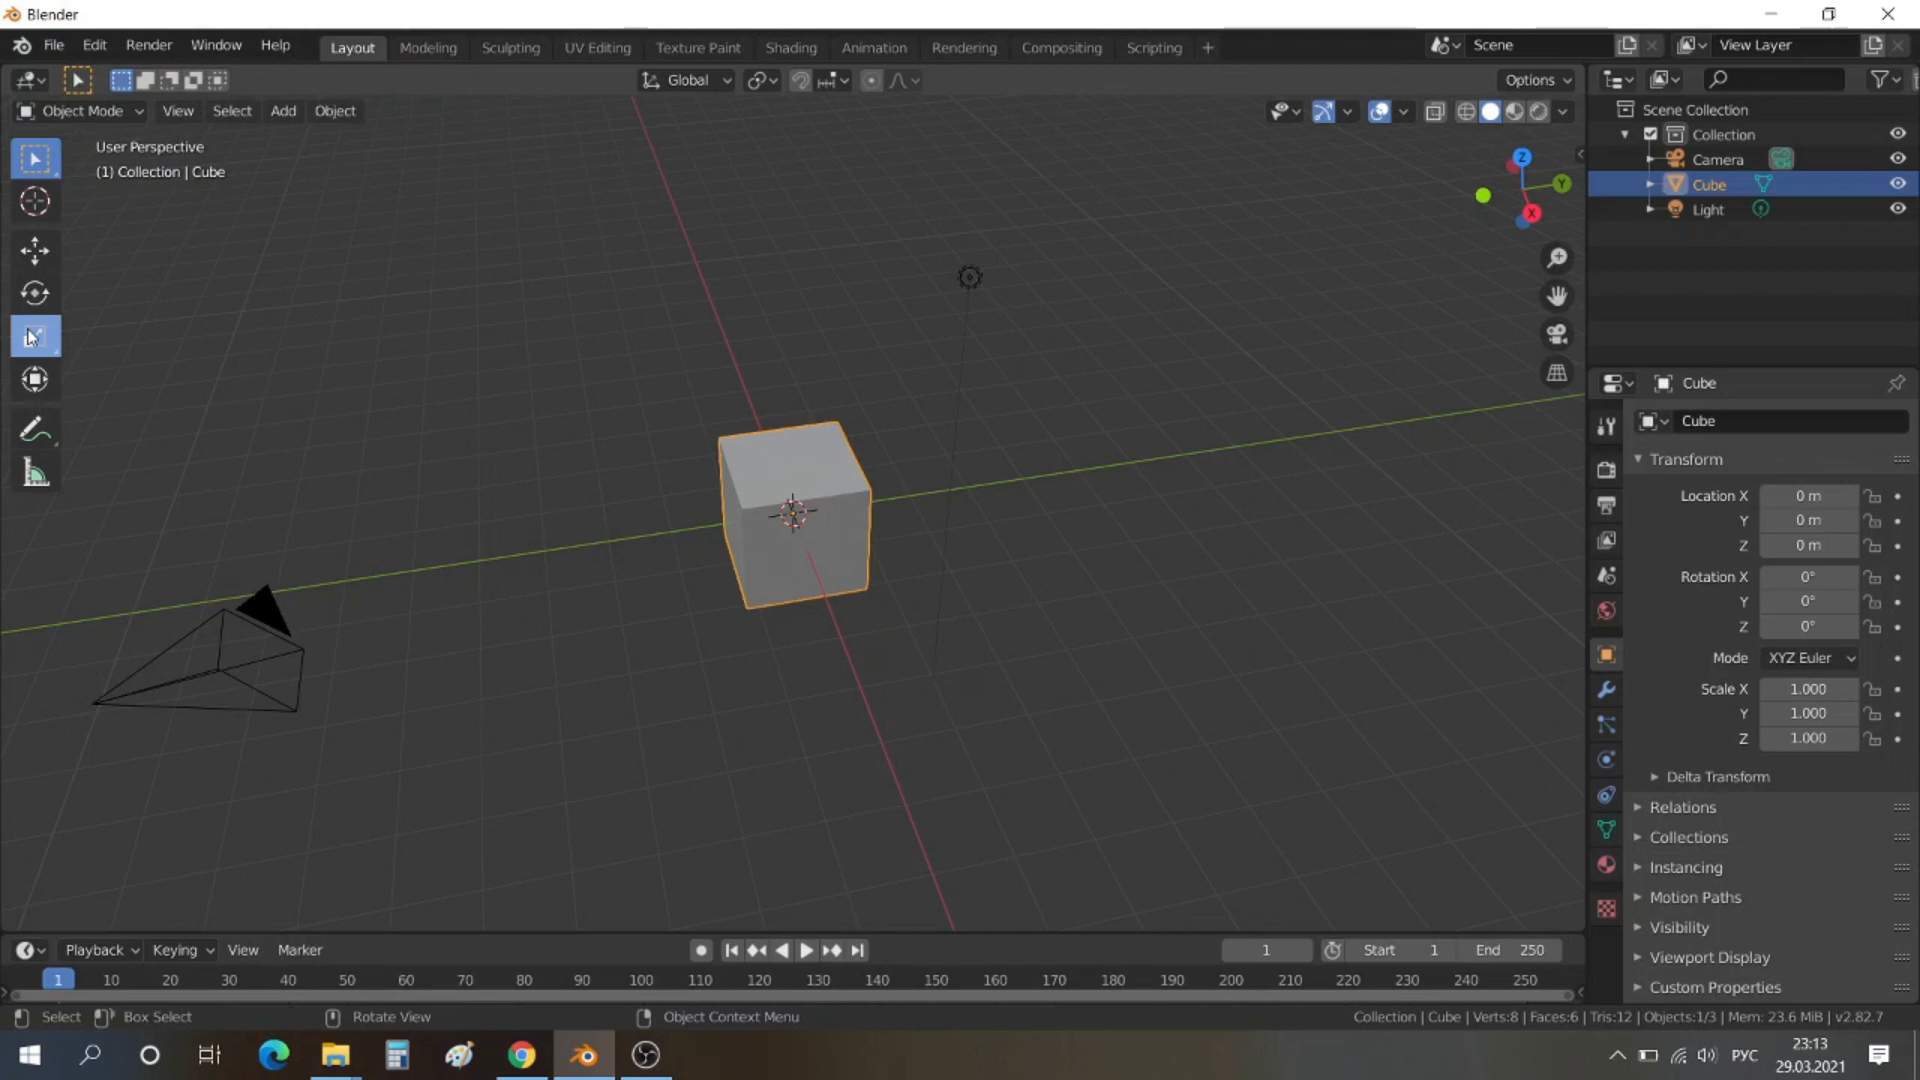 Blender
File Edit Render Window Help Layout Modeling Sculpting UV Editing Texture Paint Shading Animation Rendering Compositing Scripting + Scene View Layer
Global Options
Object Mode View Select Add Object
User Perspective
(1) Collection | Cube
Z
Y
X
Scene Collection
Collection
Camera
Cube
Light
Cube
Cube
Transform
Location X 0 m
Y 0 m
Z 0 m
Rotation X 0°
Y 0°
Z 0°
Mode XYZ Euler
Scale X 1.000
Y 1.000
Z 1.000
Delta Transform
Relations
Collections
Instancing
Motion Paths
Visibility
Viewport Display
Custom Properties
Playback Keying View Marker 1 Start 1 End 250
1 10 20 30 40 50 60 70 80 90 100 110 120 130 140 150 160 170 180 190 200 210 220 230 240 250
Select Box Select Rotate View Object Context Menu Collection | Cube | Verts:8 | Faces:6 | Tris:12 | Objects:1/3 | Mem: 23.6 MiB | v2.82.7
РУС
23:13
29.03.2021